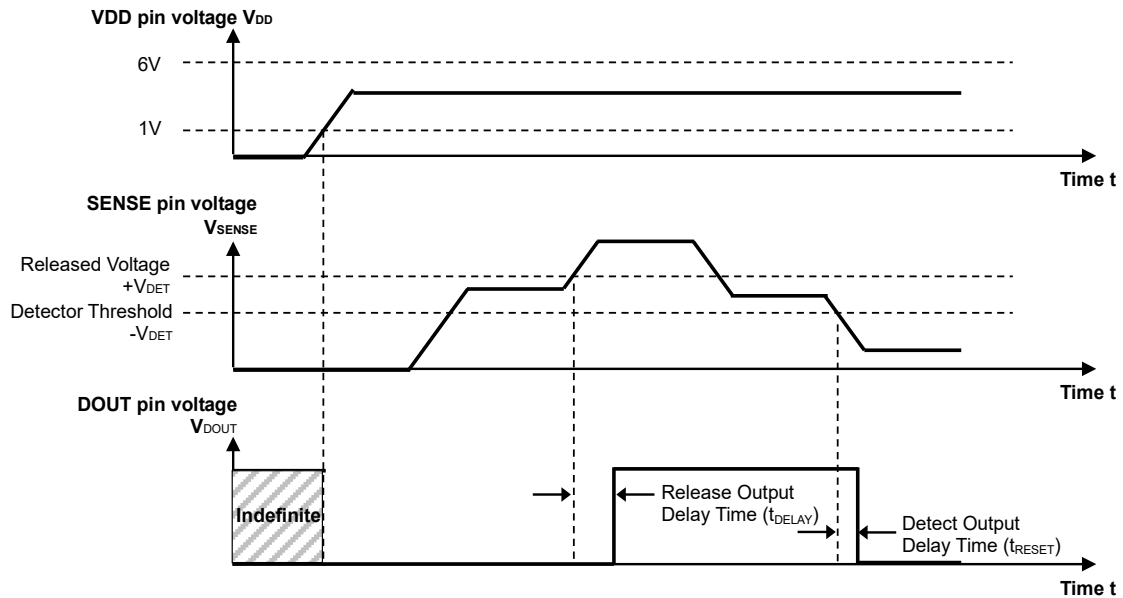 VDD pin voltage VDD
6V
1V
Time t
SENSE pin voltage
VSENSE
Released Voltage
+VDET
Detector Threshold
-VDET
Time t
DOUT pin voltage
VDOUT
Indefinite
Release Output
Delay Time (tDELAY)
Detect Output
Delay Time (tRESET)
Time t